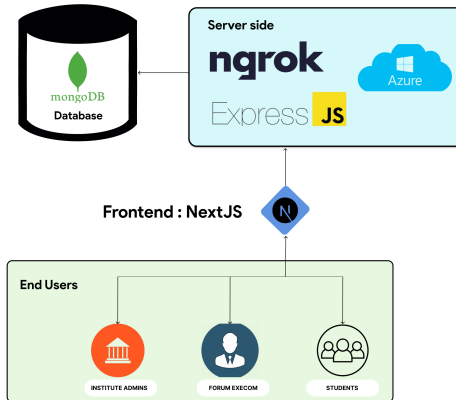 Server side
ngrok
Azure
Express JS
mongoDB
Database
Frontend : NextJS
N
End Users
INSTITUTE ADMINS
FORUM EXECOM
STUDENTS